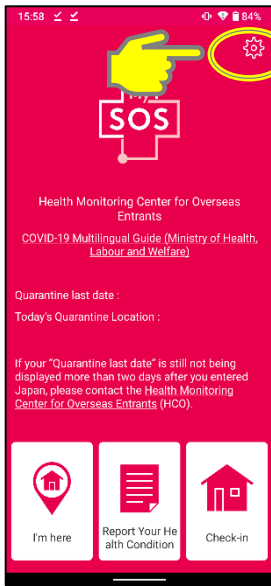 15:58
84%
SOS
Health Monitoring Center for Overseas
Entrants
COVID-19 Multilingual Guide (Ministry of Health,
Labour and Welfare)
Quarantine last date :
Today's Quarantine Location :
If your “Quarantine last date” is still not being
displayed more than two days after you entered
Japan, please contact the Health Monitoring
Center for Overseas Entrants (HCO).
I'm here
Report Your He
alth Condition
Check-in